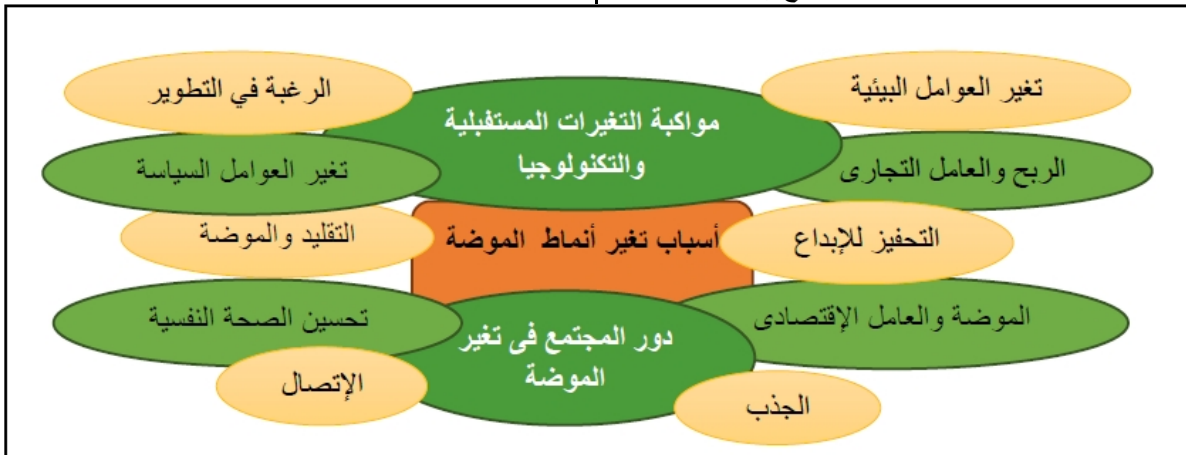 تغير العوامل البيئية
الرغبة في التطوير
مواكبة التغيرات المستفبلية
والتكنولوجيا
الربح والعامل التجارى
تغير العوامل السياسة
التحفيز للإبداع
أسباب تغير أنماط الموضة
التقليد والموضة
الموضة والعامل الإقتصادى
تحسين الصحة النفسية
دور المجتمع فى تغير
الموضة
الجذب
الإتصال